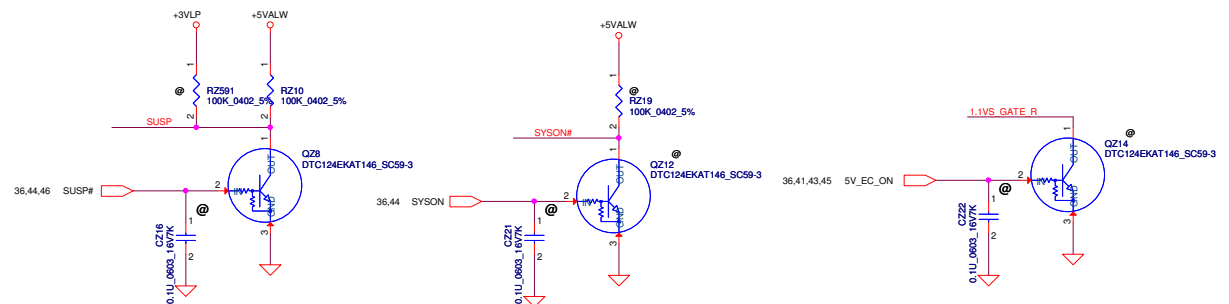 +3VLP
+5VALW
1
1
@
RZ591
100K_0402_5%
RZ10
100K_0402_5%
2
2
SUSP
1
QZ8
DTC124EKAT146_SC59-3
OUT
IN
GND
36,44,46
SUSP#
2
3
@
1
2
CZ16
0.1U_0603_16V7K
+5VALW
1
@
RZ19
100K_0402_5%
2
SYSON#
1
@
QZ12
DTC124EKAT146_SC59-3
OUT
IN
GND
36,44
SYSON
2
3
@
1
2
CZ21
0.1U_0603_16V7K
1.1VS_GATE_R
1
@
QZ14
DTC124EKAT146_SC59-3
OUT
IN
GND
36,41,43,45
5V_EC_ON
2
3
@
1
2
CZ22
0.1U_0603_16V7K